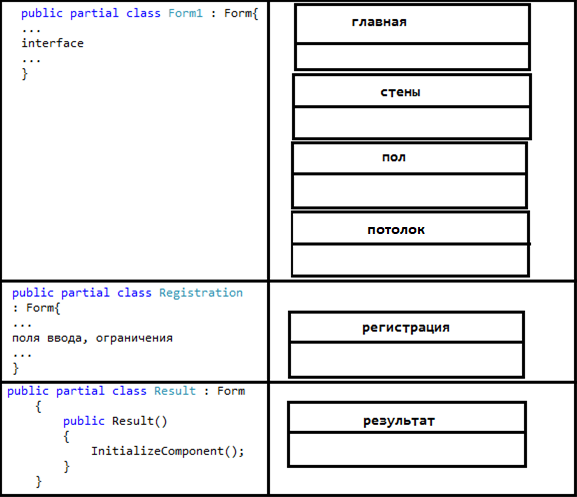 public partial class Form1 : Form{
...
interface
...
}
главная
стены
пол
потолок
public partial class Registration
: Form{
...
поля ввода, ограничения
...
}
регистрация
public partial class Result : Form
{
public Result()
{
InitializeComponent();
}
}
результат